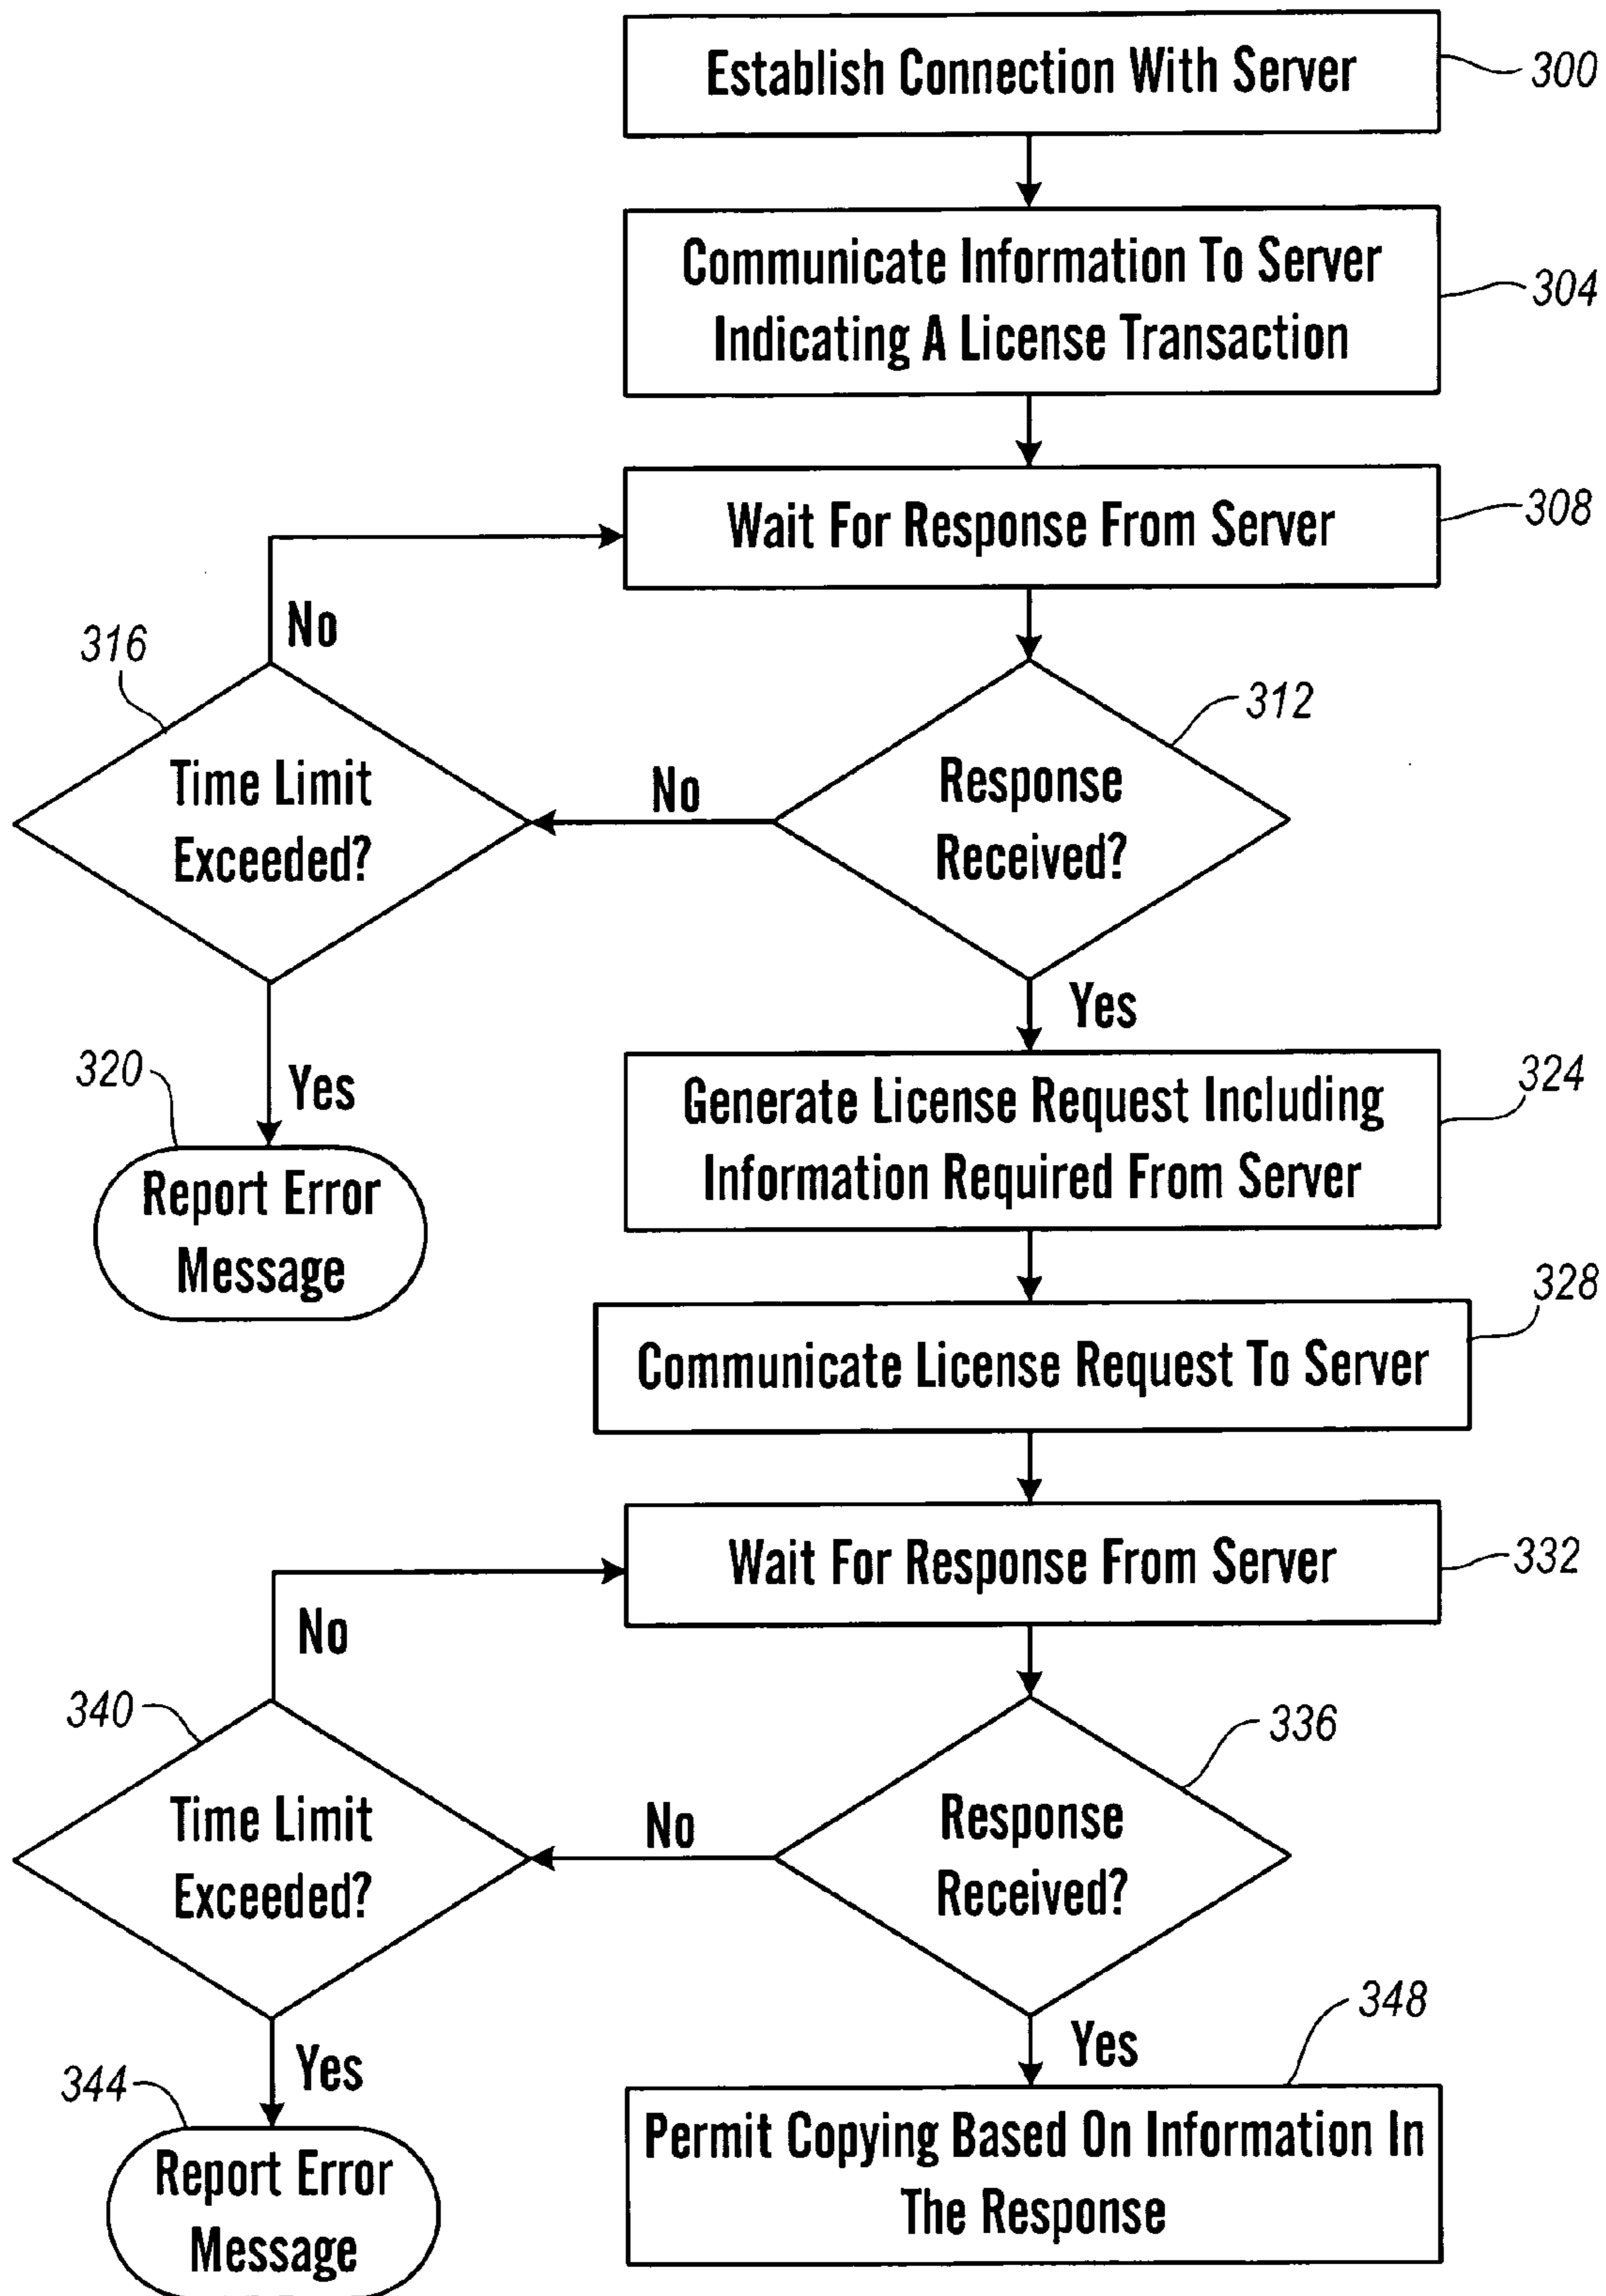 Establish Connection With Server
300
Communicate Information To Server
Indicating A License Transaction
304
Wait For Response From Server
308
No
316
Time Limit
Exceeded?
No
Response
Received?
312
Yes
Yes
320
Report Error
Message
Generate License Request Including
Information Required From Server
324
Communicate License Request To Server
328
Wait For Response From Server
332
No
340
Time Limit
Exceeded?
No
Response
Received?
336
Yes
Yes
344
Report Error
Message
348
Permit Copying Based On Information In
The Response